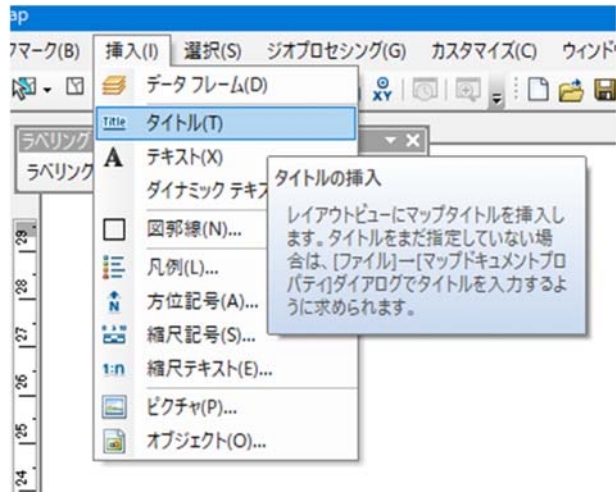 ap
マーク(B) 挿入(I) 選択(S) ジオプロセシング(G) カスタマイズ(C) ウィンド
データ フレーム(D)
XY
Title タイトル(T)
ラベリング
A テキスト(X)
ラベリング
ダイナミック テキス
タイトルの挿入
レイアウトビューにマップタイトルを挿入し
ます。タイトルをまだ指定していない場
合は、[ファイル]→[マップドキュメントプロ
パティ]ダイアログでタイトルを入力するよ
うに求められます。
図郭線(N)...
29
凡例(L)...
28
N 方位記号(A)...
縮尺記号(S)...
27
1:n 縮尺テキスト(E)...
26
ピクチャ(P)...
25
オブジェクト(O)...
24